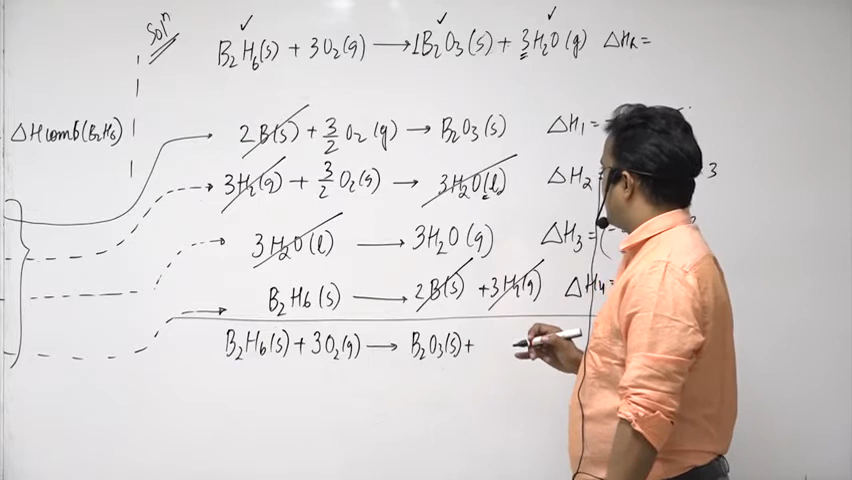 Solⁿ
B₂H₆(s) + 3O₂(g) ⟶ 1B₂O₃(s) + 3H₂O(g) ΔHᵣ =
ΔHcomb(B₂H₆)
2B(s) + 3/2 O₂(g) → B₂O₃(s) ΔH₁ =
3H₂(g) + 3/2 O₂(g) → 3H₂O(l) ΔH₂ 3
3H₂O(l) ⟶ 3H₂O(g) ΔH₃ = (-
B₂H₆(s) ⟶ 2B(s) + 3H₂(g) ΔH₄ =
B₂H₆(s) + 3O₂(g) ⟶ B₂O₃(s) +